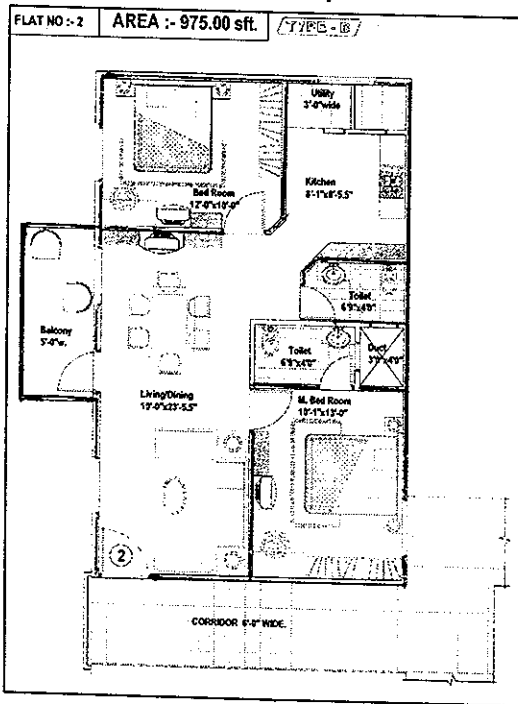 FLAT NO :- 2
AREA :- 975.00 sft.
TYPE - B
Utility
3'-0"wide
Bed Room
12'-0"x10'-0"
Kitchen
8'-1"x8'-5.5"
Toilet
Balcony
5'-0"w.
Toilet
Duct
Living/Dining
M. Bed Room
10'-1"x13'-0"
2
CORRIDOR 6'-0" WIDE.